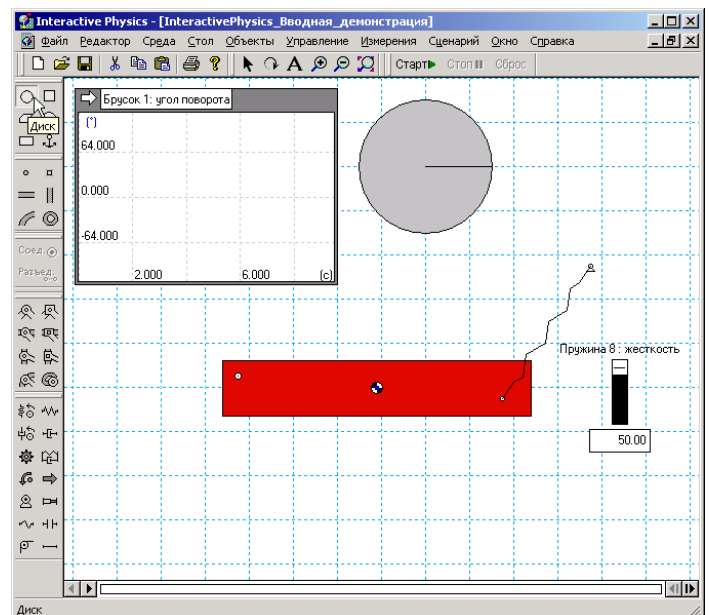 Interactive Physics - [InteractivePhysics_Вводная_демонстрация]
Файл Редактор Среда Стол Объекты Управление Измерения Сценарий Окно Справка
Старт Стоп Сброс
Брусок 1: угол поворота
Диск
(°)
64.000
0.000
-64.000
2.000 6.000 (с)
Соед.
Разъед.
Пружина 8 : жесткость
50.00
Диск